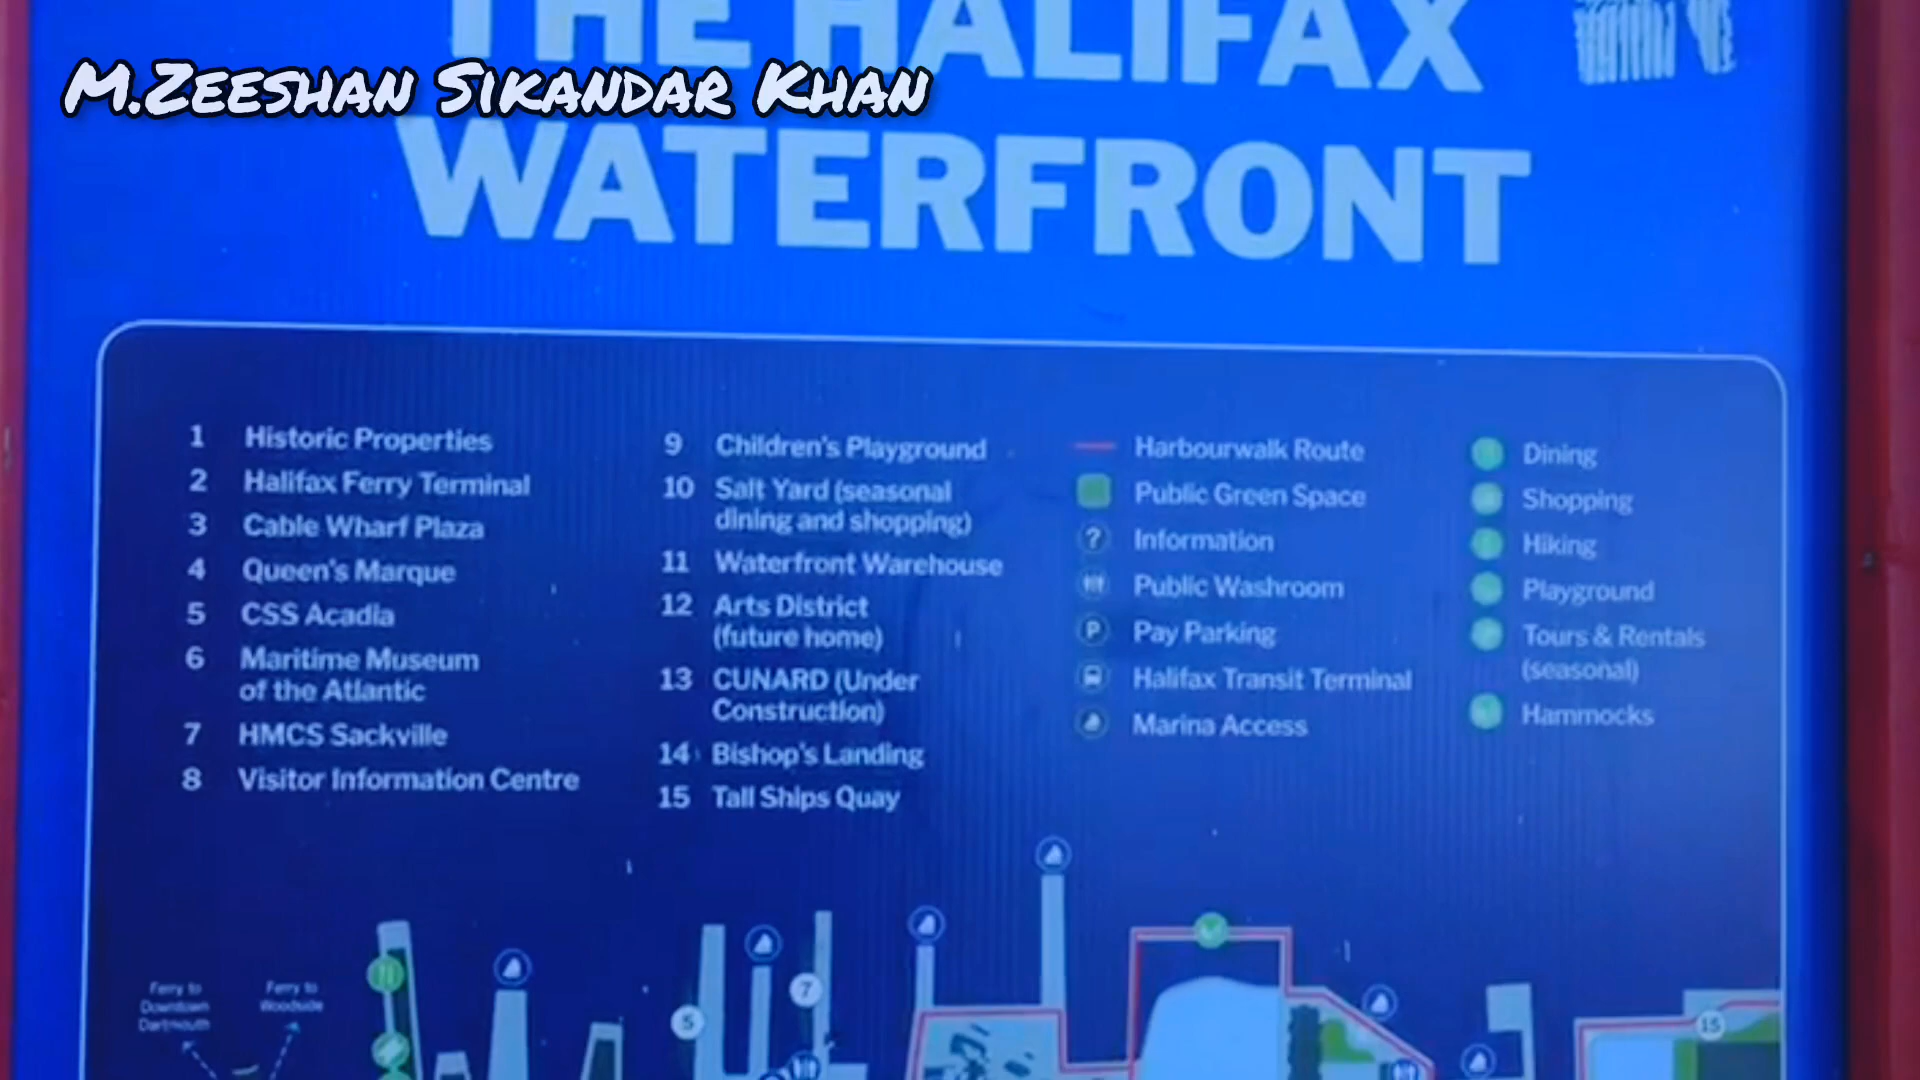 THE HALIFAX
M.Zeeshan Sikandar Khan
WATERFRONT
1 Historic Properties
2 Halifax Ferry Terminal
3 Cable Wharf Plaza
4 Queen's Marque
5 CSS Acadia
6 Maritime Museum
of the Atlantic
7 HMCS Sackville
8 Visitor Information Centre
9 Children's Playground
10 Salt Yard (seasonal
dining and shopping)
11 Waterfront Warehouse
12 Arts District
(future home)
13 CUNARD (Under
Construction)
14 Bishop's Landing
15 Tall Ships Quay
Harbourwalk Route
Public Green Space
? Information
Public Washroom
P Pay Parking
Halifax Transit Terminal
Marina Access
Dining
Shopping
Hiking
Playground
Tours & Rentals
(seasonal)
Hammocks
Ferry to
Downtown
Dartmouth
Ferry to
Woodside
5
7
15